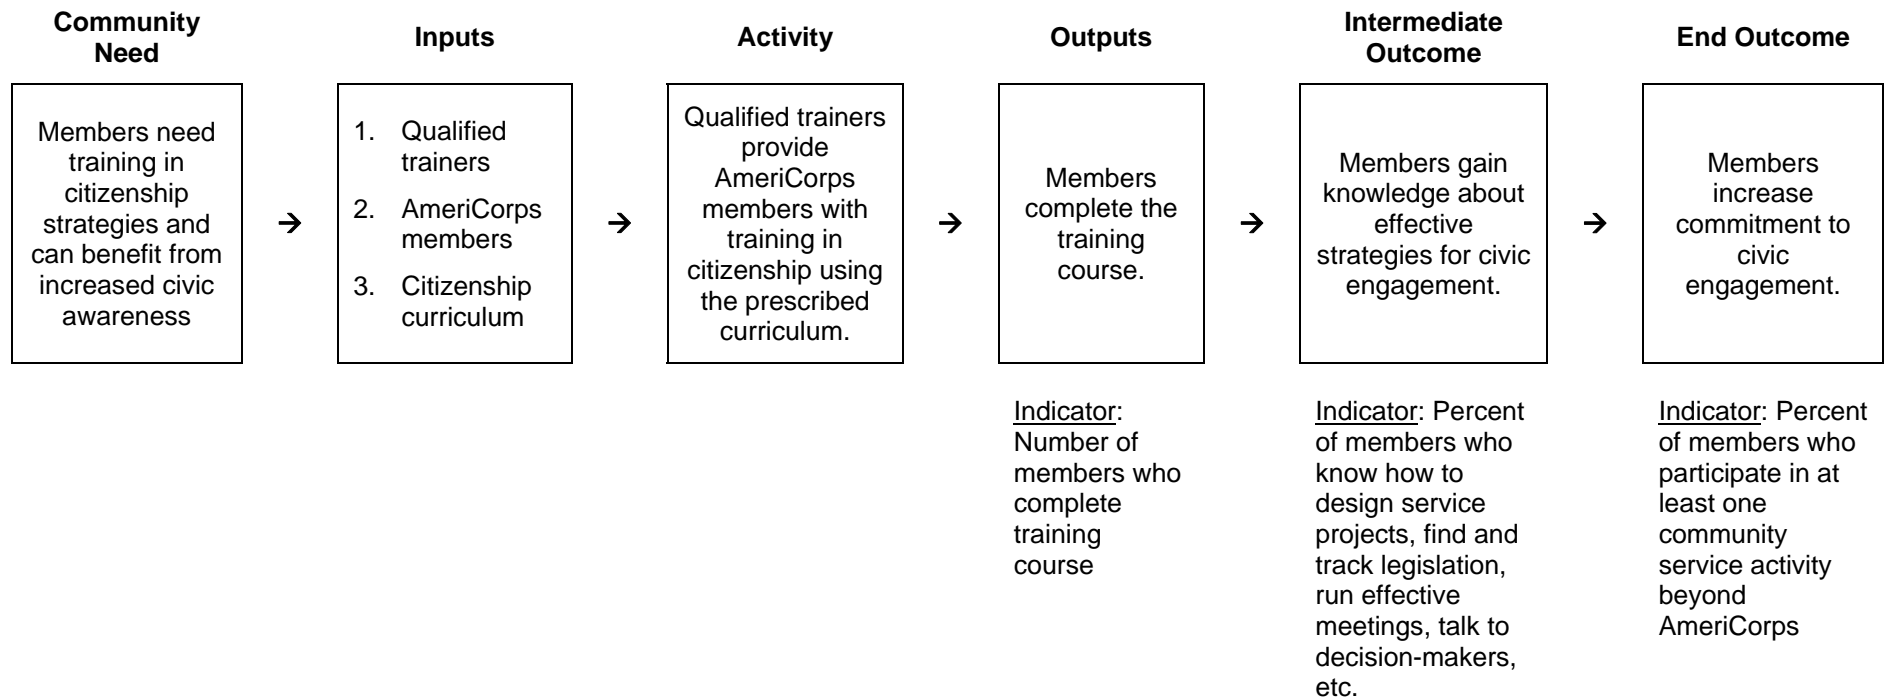 Community
Need
Inputs
Activity
Outputs
Intermediate
Outcome
End Outcome
Members need
training in
citizenship
strategies and
can benefit from
increased civic
awareness
→
1. Qualified
trainers
2. AmeriCorps
members
3. Citizenship
curriculum
→
Qualified trainers
provide
AmeriCorps
members with
training in
citizenship using
the prescribed
curriculum.
→
Members
complete the
training
course.
→
Members gain
knowledge about
effective
strategies for civic
engagement.
→
Members
increase
commitment to
civic
engagement.
Indicator:
Number of
members who
complete
training
course
Indicator: Percent
of members who
know how to
design service
projects, find and
track legislation,
run effective
meetings, talk to
decision-makers,
etc.
Indicator: Percent
of members who
participate in at
least one
community
service activity
beyond
AmeriCorps